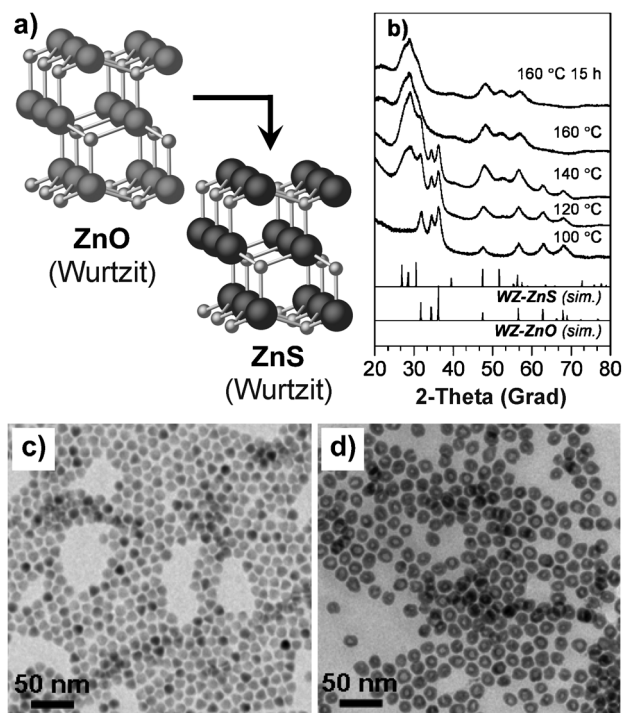 a)
ZnO
(Wurtzit)
ZnS
(Wurtzit)
b)
160 °C 15 h
160 °C
140 °C
120 °C
100 °C
WZ-ZnS (sim.)
WZ-ZnO (sim.)
20 30 40 50 60 70 80
2-Theta (Grad)
c)
50 nm
d)
50 nm